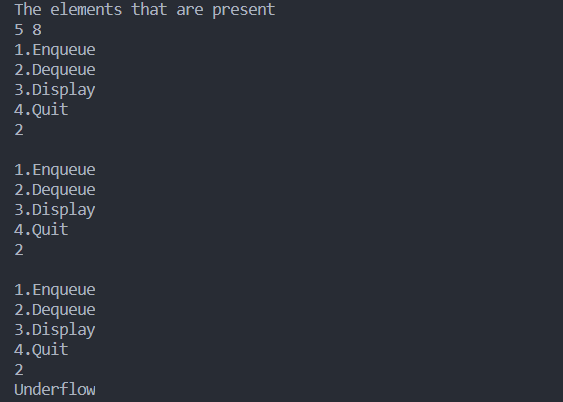 The elements that are present
5 8
1.Enqueue
2.Dequeue
3.Display
4.Quit
2
1.Enqueue
2.Dequeue
3.Display
4.Quit
2
1.Enqueue
2.Dequeue
3.Display
4.Quit
2
Underflow